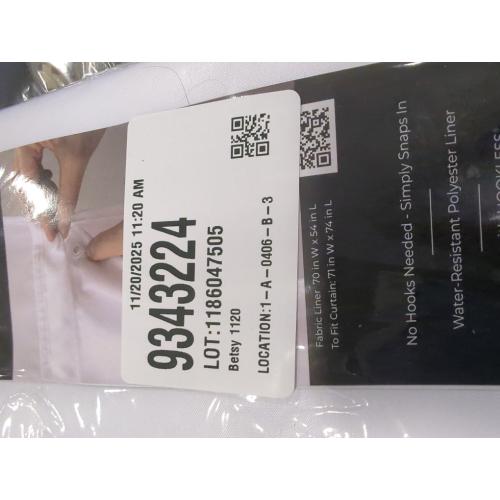 11/20/2025 11:20 AM
9343224
LOT:1186047505
Betsy 1120
LOCATION:1-A-0406-B-3
Fabric Liner 70 in W x 54 in L
To Fit Curtain: 71 in W x 74 in L
No Hooks Needed - Simply Snaps In
Water-Resistant Polyester Liner